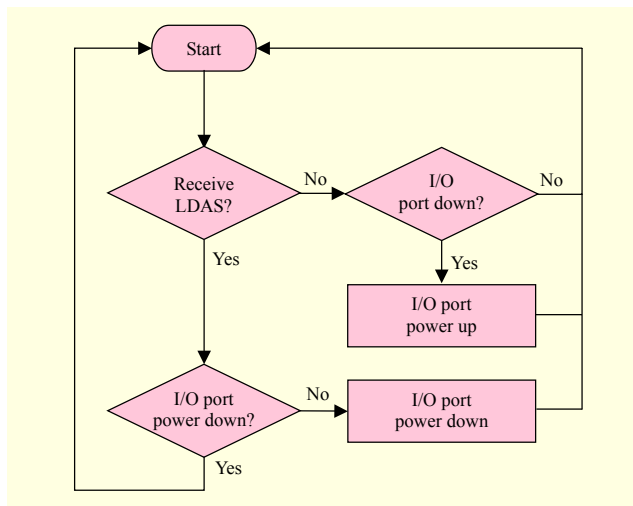 Start
Receive
LDAS?
No
I/O
port down?
No
Yes
Yes
I/O port
power up
I/O port
power down?
No
I/O port
power down
Yes